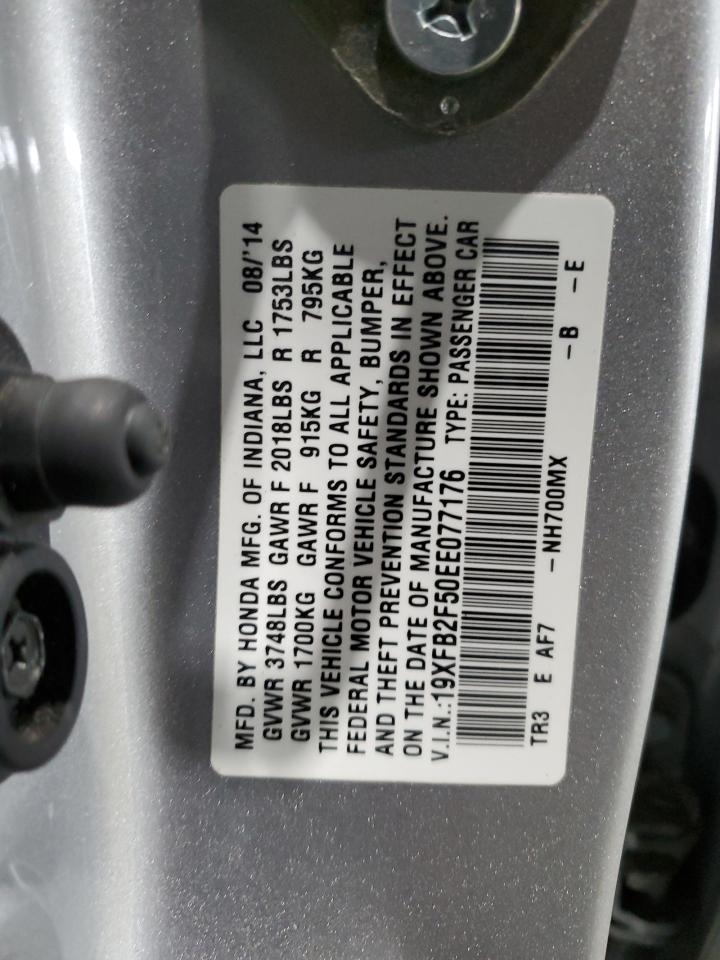 MFD. BY HONDA MFG. OF INDIANA, LLC 08/'14
GVWR 3748LBS GAWR F 2018LBS R 1753LBS
GVWR 1700KG GAWR F 915KG R 795KG
THIS VEHICLE CONFORMS TO ALL APPLICABLE
FEDERAL MOTOR VEHICLE SAFETY, BUMPER,
AND THEFT PREVENTION STANDARDS IN EFFECT
ON THE DATE OF MANUFACTURE SHOWN ABOVE.
V.I.N.:19XFB2F50EE077176 TYPE: PASSENGER CAR
TR3 E AF7 -NH700MX -B -E